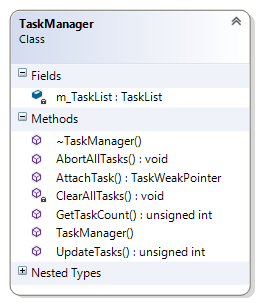 TaskManager
Class
Fields
m_TaskList : TaskList
Methods
~TaskManager()
AbortAllTasks() : void
AttachTask() : TaskWeakPointer
ClearAllTasks() : void
GetTaskCount() : unsigned int
TaskManager()
UpdateTasks() : unsigned int
Nested Types